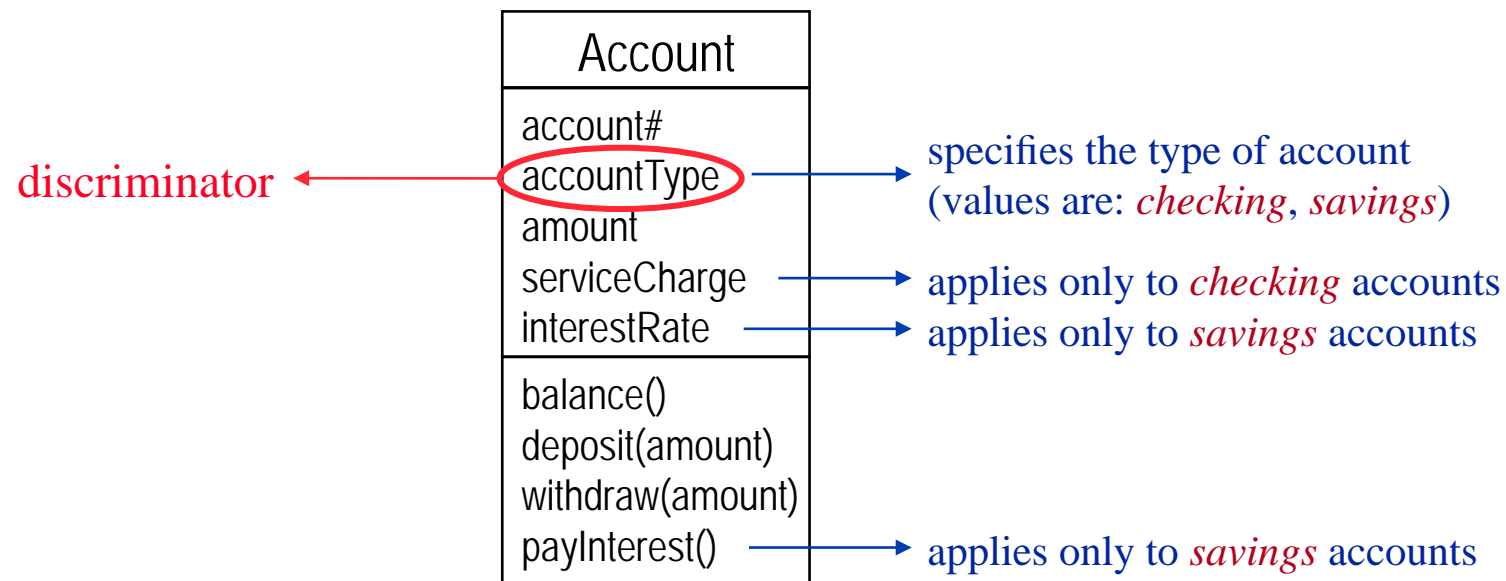 Account
account#
discriminator
accountType
specifies the type of account
(values are: checking, savings)
amount
serviceCharge
applies only to checking accounts
interestRate
applies only to savings accounts
balance()
deposit(amount)
withdraw(amount)
payInterest()
applies only to savings accounts